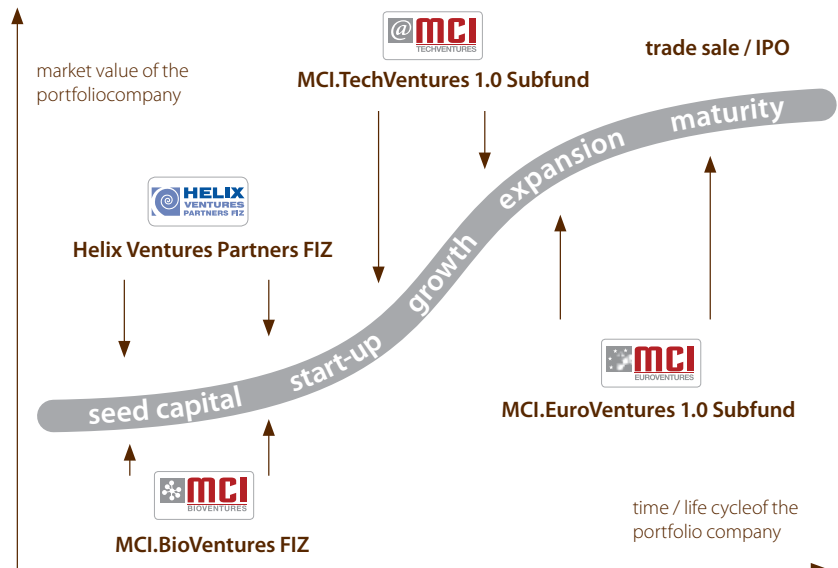 @mci
TECHVENTURES
MCI.TechVentures 1.0 Subfund
trade sale / IPO
market value of the
portfoliocompany
HELIX
VENTURES
PARTNERS FIZ
Helix Ventures Partners FIZ
seed capital
start-up
growth
expansion
maturity
mci
EUROVENTURES
MCI.EuroVentures 1.0 Subfund
mci
BIOVENTURES
MCI.BioVentures FIZ
time / life cycleof the
portfolio company